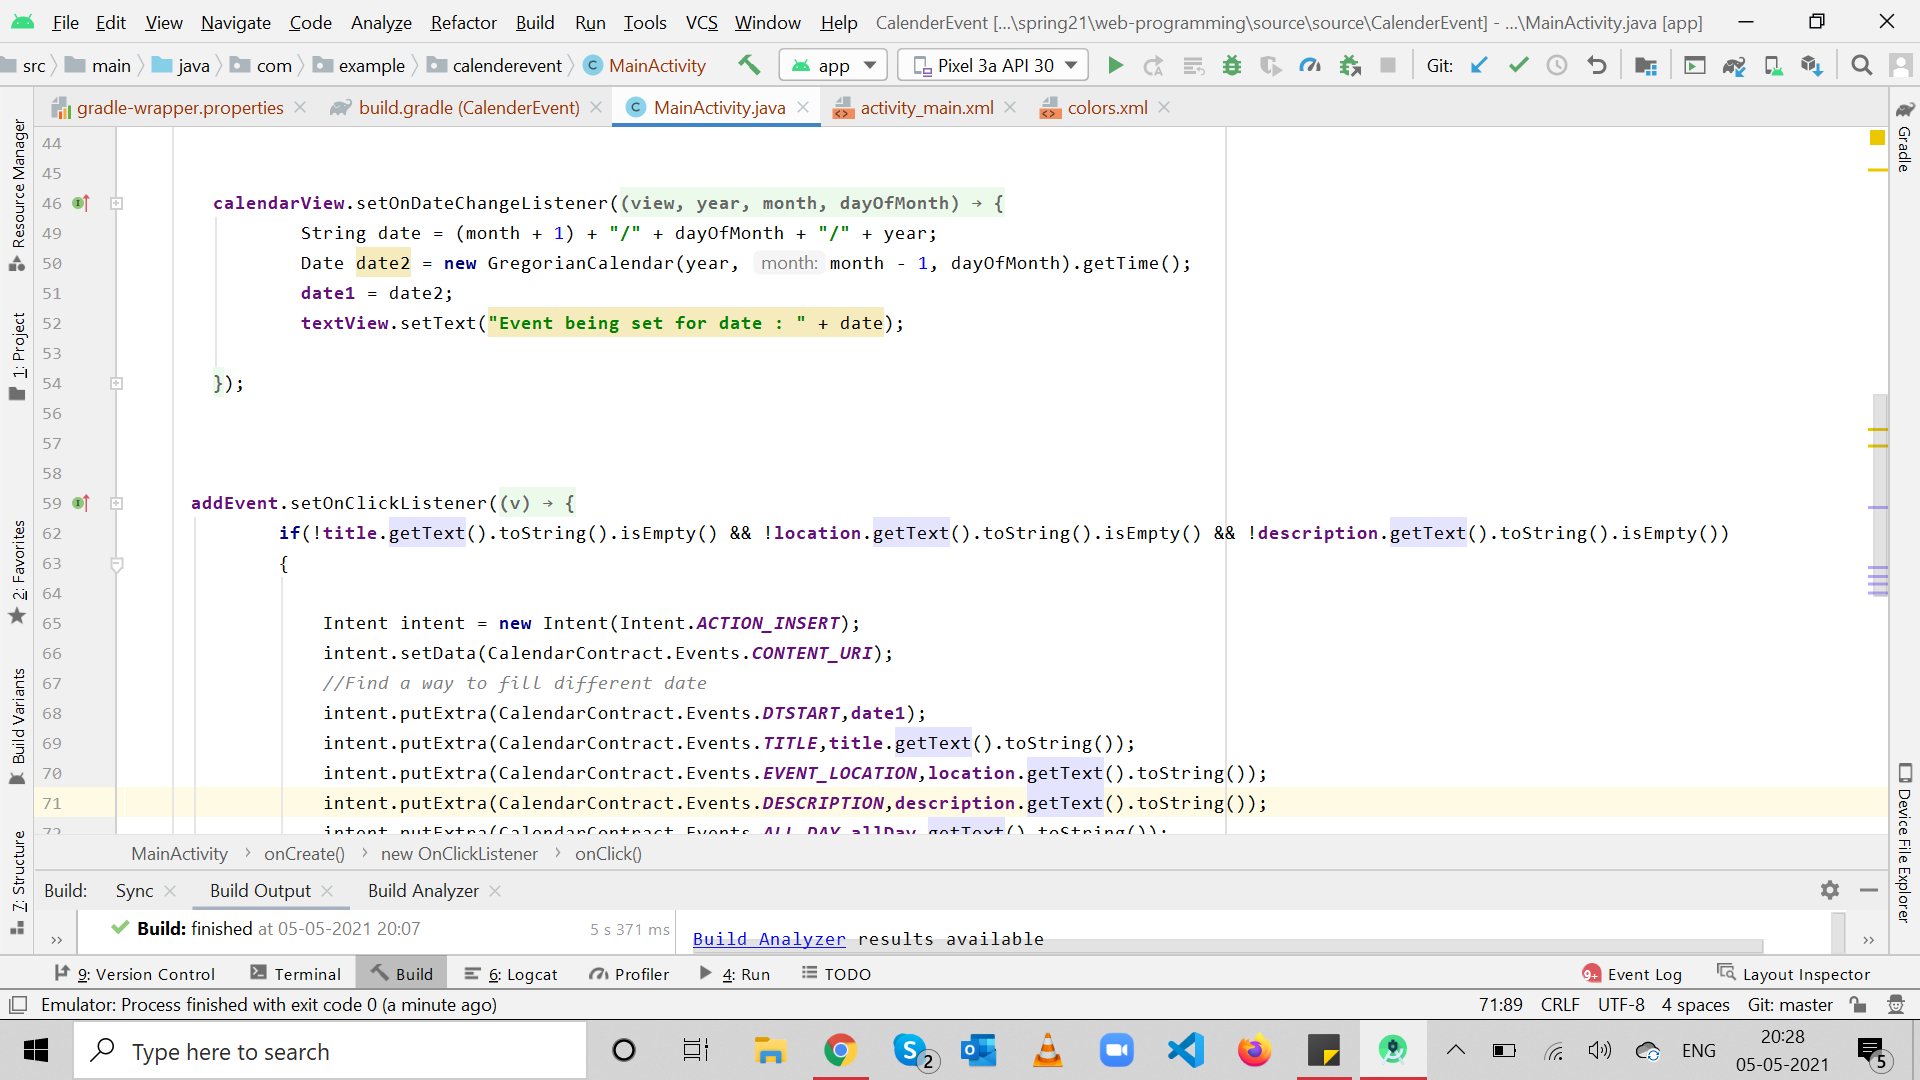 File Edit View Navigate Code Analyze Refactor Build Run Tools VCS Window Help CalenderEvent [...\spring21\web-programming\source\source\CalenderEvent] - ...\MainActivity.java [app]
src main java com example calenderevent MainActivity app Pixel 3a API 30 Git:
gradle-wrapper.properties build.gradle (CalenderEvent) MainActivity.java activity_main.xml colors.xml
44
45
46 calendarView.setOnDateChangeListener((view, year, month, dayOfMonth) → {
49 String date = (month + 1) + "/" + dayOfMonth + "/" + year;
50 Date date2 = new GregorianCalendar(year, month: month - 1, dayOfMonth).getTime();
51 date1 = date2;
52 textView.setText("Event being set for date : " + date);
53
54 });
56
57
58
59 addEvent.setOnClickListener((v) → {
62 if(!title.getText().toString().isEmpty() && !location.getText().toString().isEmpty() && !description.getText().toString().isEmpty())
63 {
64
65 Intent intent = new Intent(Intent.ACTION_INSERT);
66 intent.setData(CalendarContract.Events.CONTENT_URI);
67 //Find a way to fill different date
68 intent.putExtra(CalendarContract.Events.DTSTART,date1);
69 intent.putExtra(CalendarContract.Events.TITLE,title.getText().toString());
70 intent.putExtra(CalendarContract.Events.EVENT_LOCATION,location.getText().toString());
71 intent.putExtra(CalendarContract.Events.DESCRIPTION,description.getText().toString());
72 intent.putExtra(CalendarContract.Events.ALL_DAY,allDay.getText().toString());
Resource Manager
1: Project
2: Favorites
Build Variants
7: Structure
Gradle
Device File Explorer
MainActivity › onCreate() › new OnClickListener › onClick()
Build: Sync Build Output Build Analyzer
Build: finished at 05-05-2021 20:07 5 s 371 ms
Build Analyzer results available
9: Version Control Terminal Build 6: Logcat Profiler 4: Run TODO 9+ Event Log Layout Inspector
Emulator: Process finished with exit code 0 (a minute ago) 71:89 CRLF UTF-8 4 spaces Git: master
Type here to search 2 ENG 20:28
05-05-2021 5